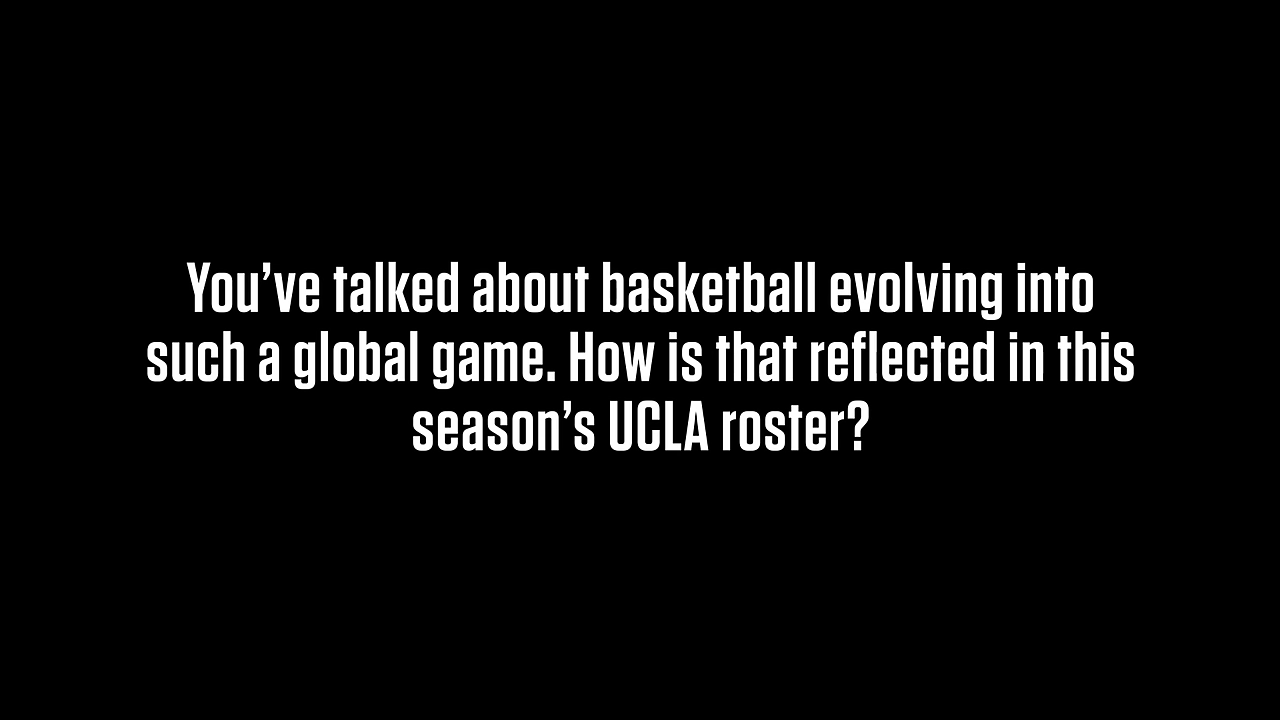 You’ve talked about basketball evolving into
such a global game. How is that reflected in this
season’s UCLA roster?